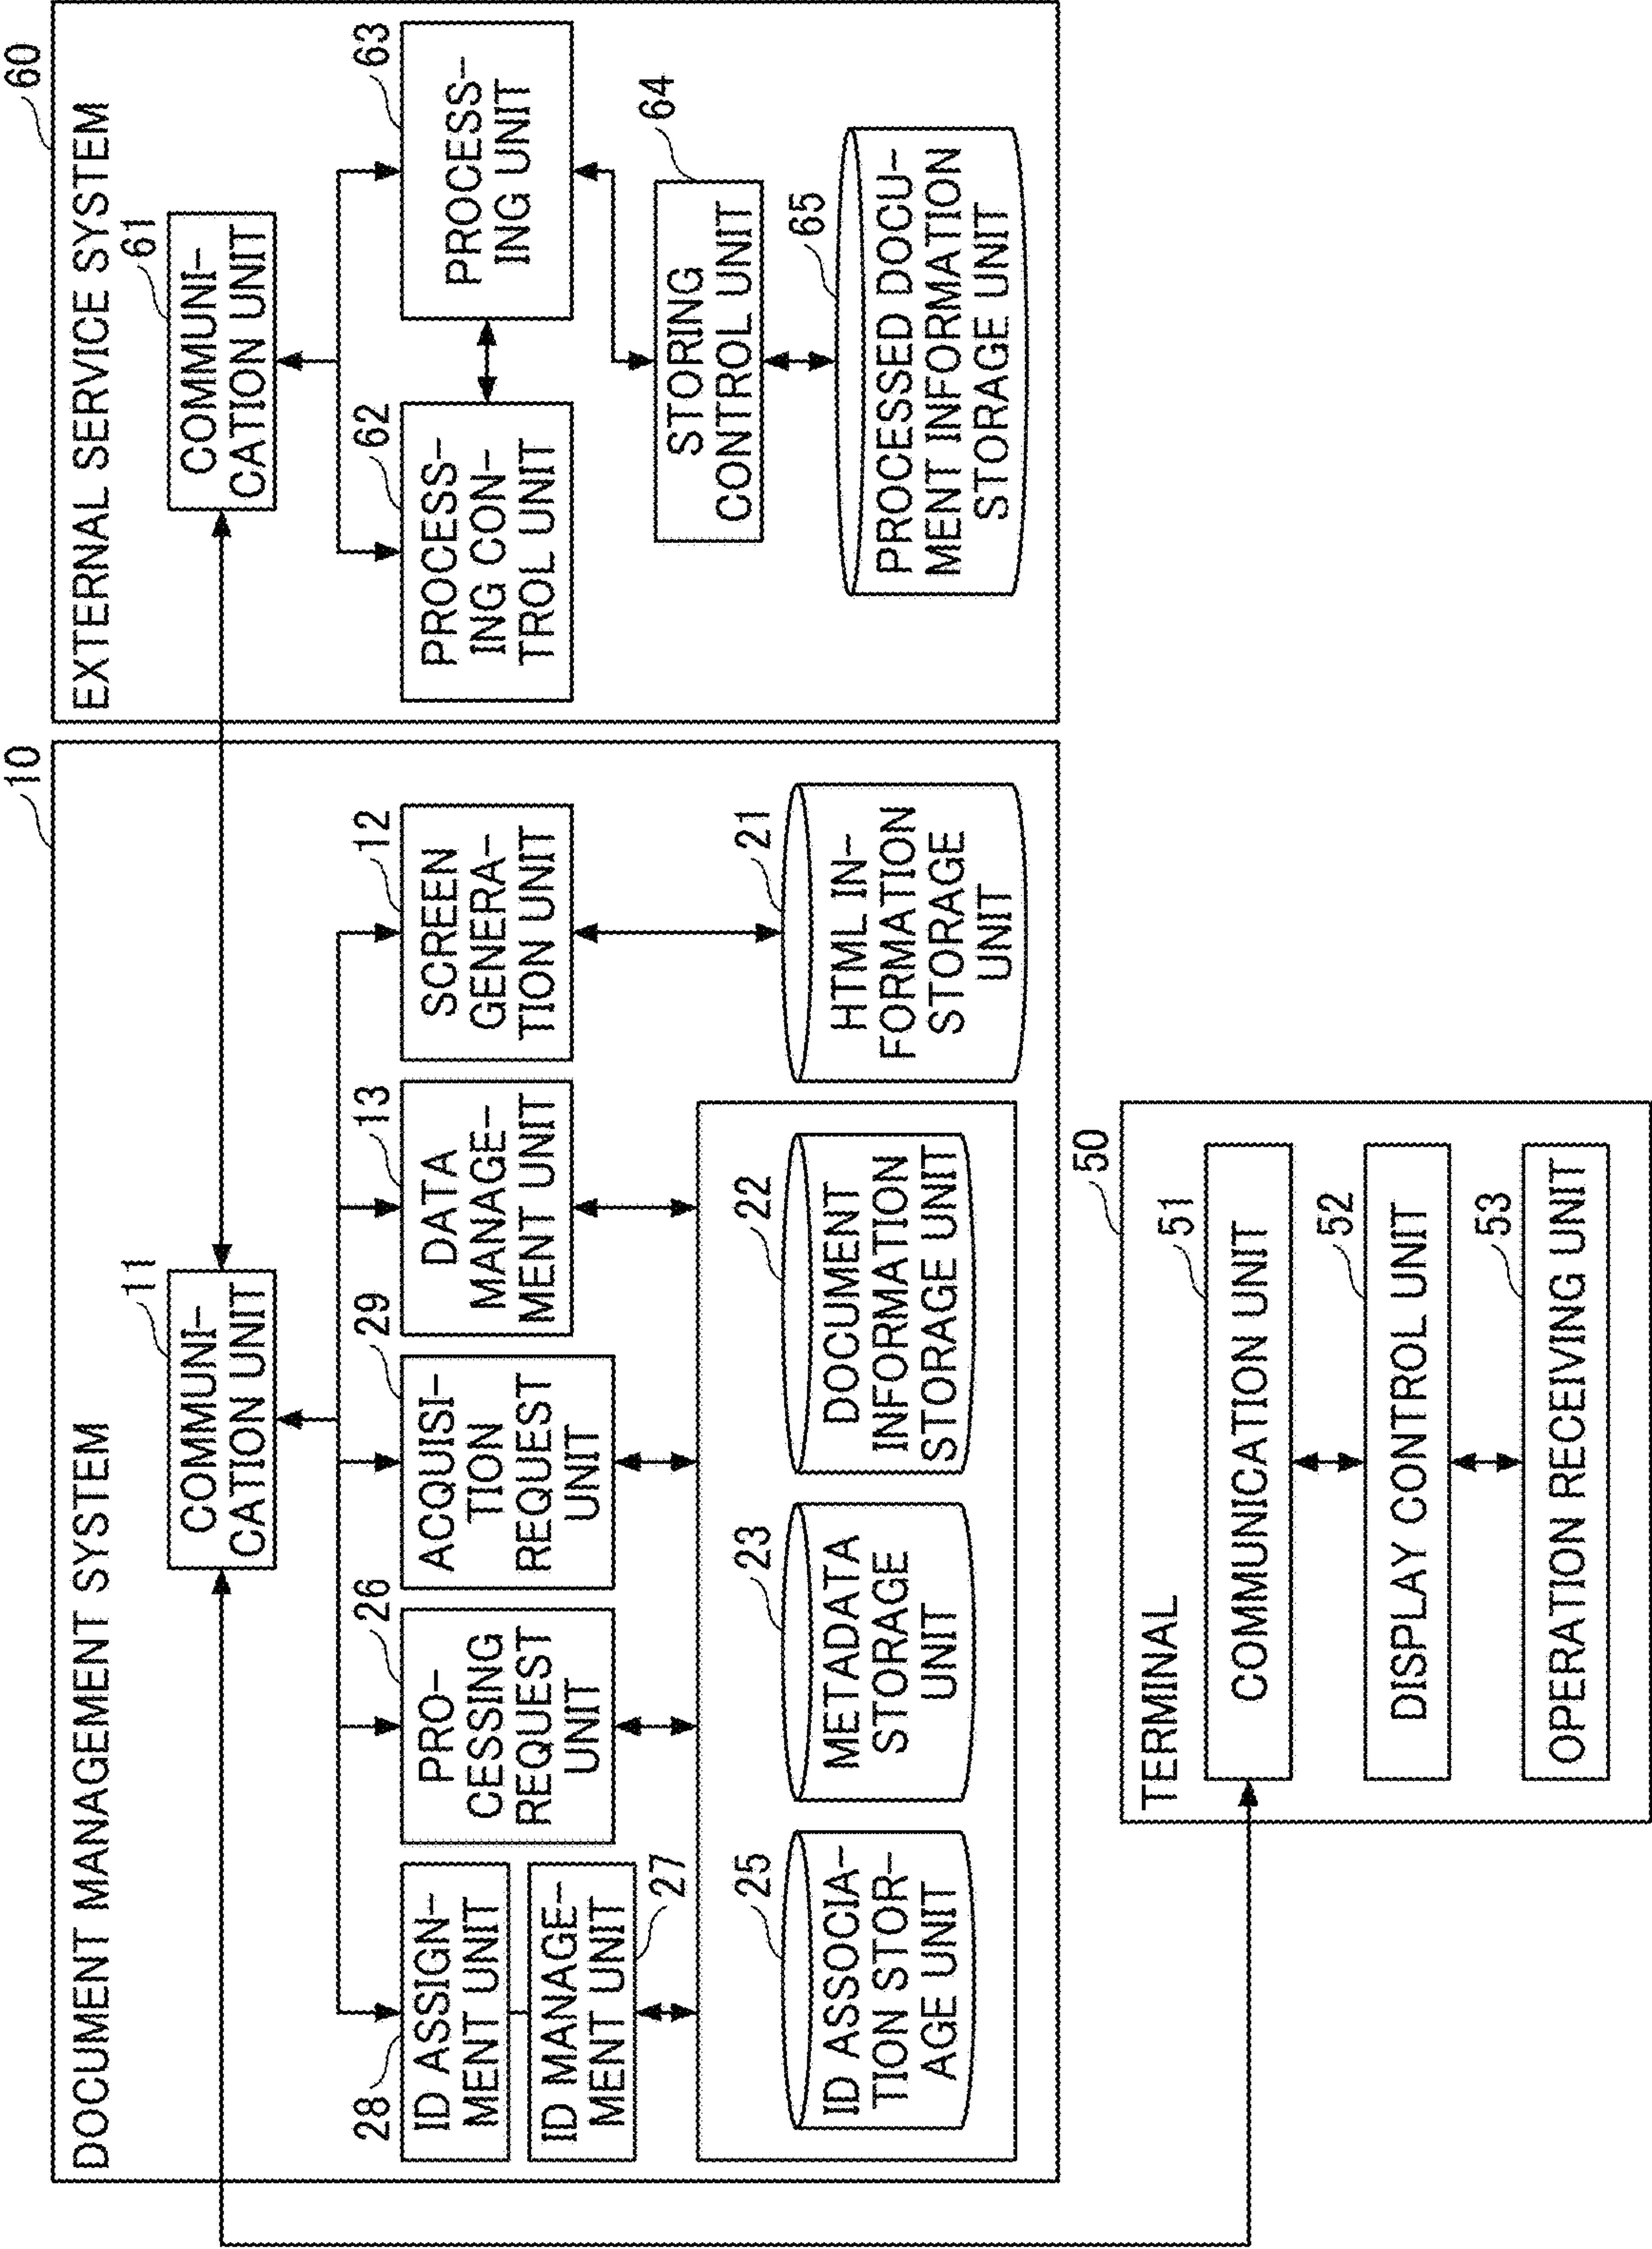 10
DOCUMENT MANAGEMENT SYSTEM
11
COMMUNI-
CATION UNIT
28
ID ASSIGN-
MENT UNIT
ID MANAGE-
MENT UNIT
27
26
PRO-
CESSING
REQUEST
UNIT
29
ACQUISI-
TION
REQUEST
UNIT
13
DATA
MANAGE-
MENT UNIT
12
SCREEN
GENERA-
TION UNIT
25
ID ASSOCIA-
TION STOR-
AGE UNIT
23
METADATA
STORAGE
UNIT
22
DOCUMENT
INFORMATION
STORAGE UNIT
21
HTML IN-
FORMATION
STORAGE
UNIT
60
EXTERNAL SERVICE SYSTEM
61
COMMUNI-
CATION UNIT
62
PROCESS-
ING CON-
TROL UNIT
63
PROCESS-
ING UNIT
64
STORING
CONTROL UNIT
65
PROCESSED DOCU-
MENT INFORMATION
STORAGE UNIT
50
TERMINAL
51
COMMUNICATION UNIT
52
DISPLAY CONTROL UNIT
53
OPERATION RECEIVING UNIT